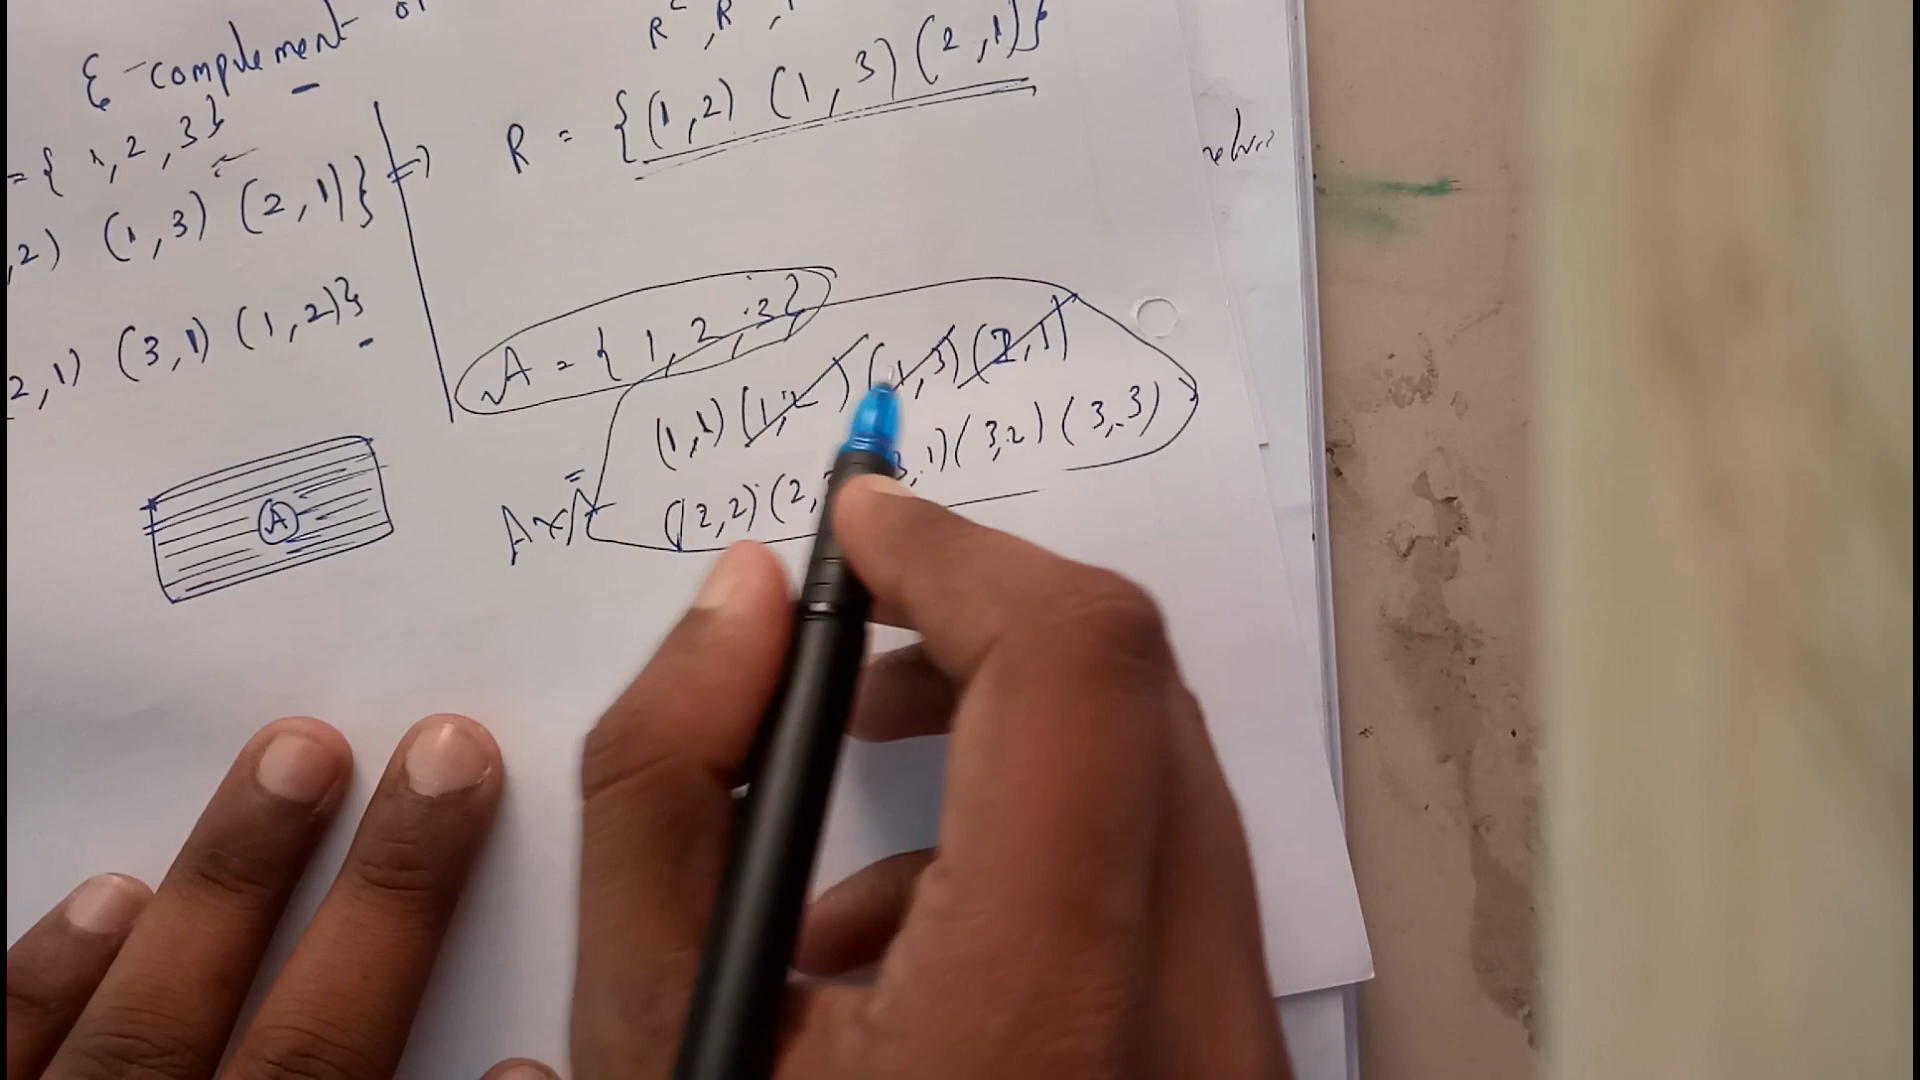 & -complement
= { 1, 2, 3}
,2) (1,3) (2,1)}
2,1) (3,1) (1,2)}
A
R = {(1,2) (1,3) (2,1)}
A = { 1, 2, 3}
(1,1) (1,2) (1,3) (2,1)
A x A = (2,2) (2, ,1) (3,2) (3,3)